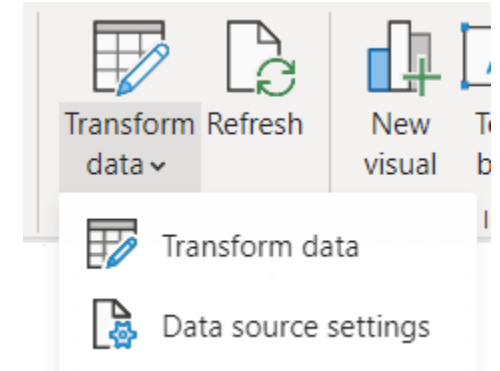 Transform
data
Refresh
New
visual
Transform data
Data source settings